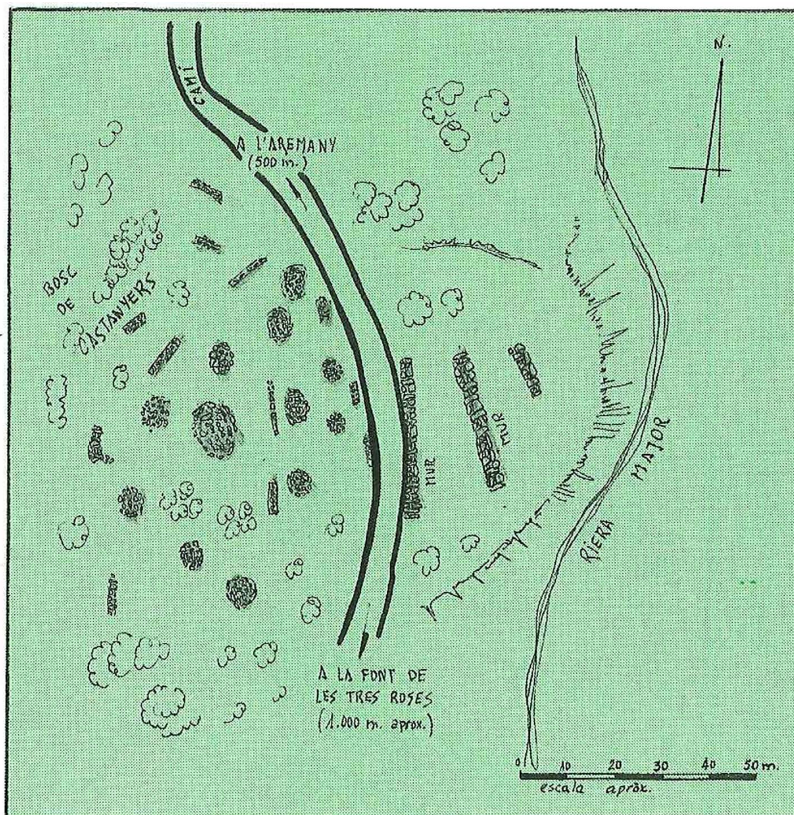 CAMÍ
N.
A L'AREMANY
(500 m.)
BOSC
DE
CASTANYERS
MUR
MUR
RIERA MAJOR
A LA FONT DE
LES TRES ROSES
(1.000 m. aprox.)
0 10 20 30 40 50 m.
escala apròx.